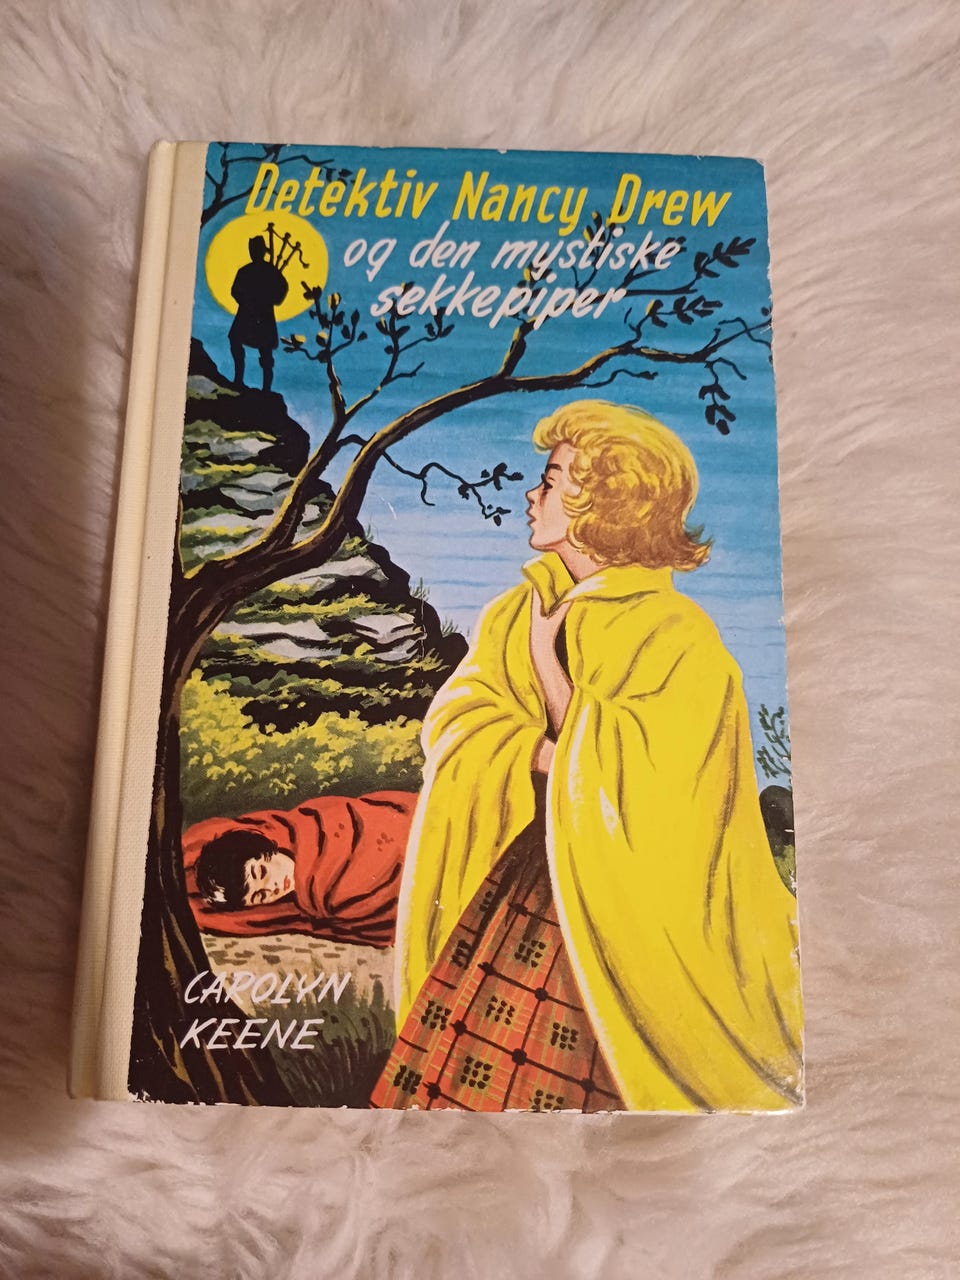 Detektiv Nancy Drew
og den mystiske
sekkepiper
CAROLYN
KEENE